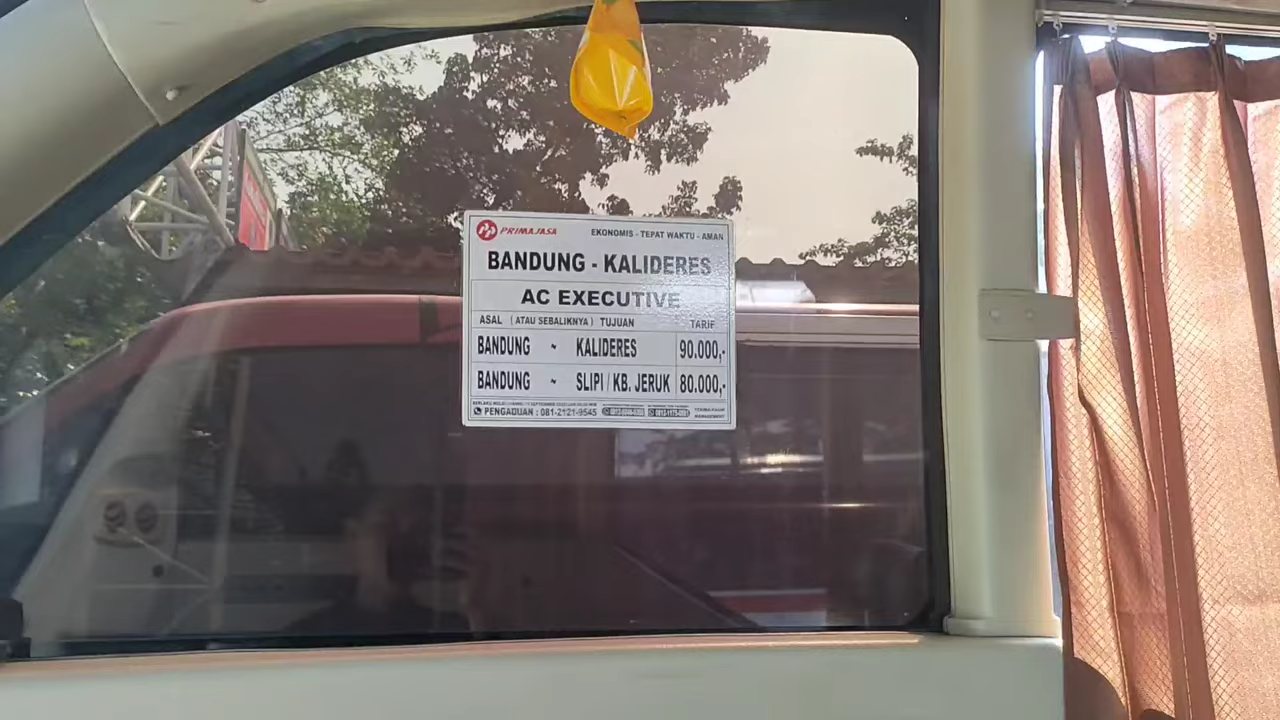 PRIMAJASA EKONOMIS - TEPAT WAKTU - AMAN
BANDUNG - KALIDERES
AC EXECUTIVE
ASAL ( ATAU SEBALIKNYA ) TUJUAN TARIF
BANDUNG ~ KALIDERES 90.000,-
BANDUNG ~ SLIPI / KB. JERUK 80.000,-
PENGADUAN : 081-2121-9545